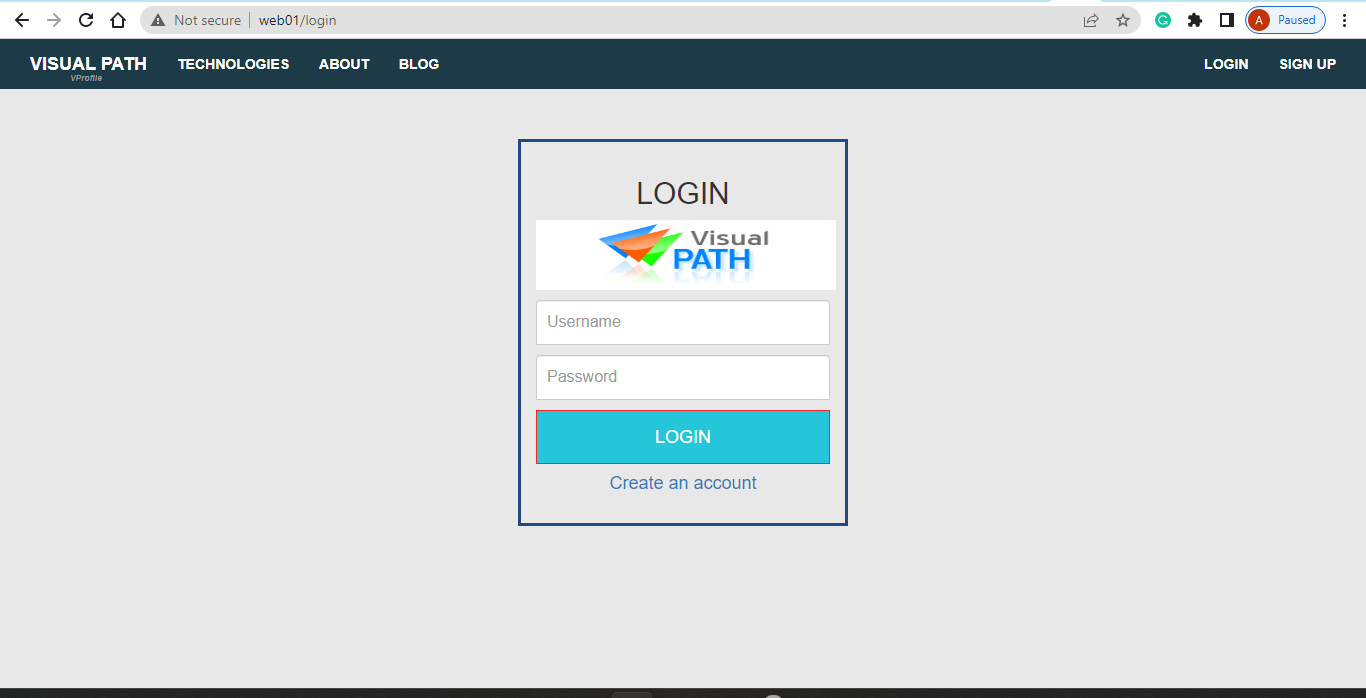 Not secure web01/login
A Paused
VISUAL PATH TECHNOLOGIES ABOUT BLOG LOGIN SIGN UP
VProfile
LOGIN
Visual
PATH
Username
Password
LOGIN
Create an account